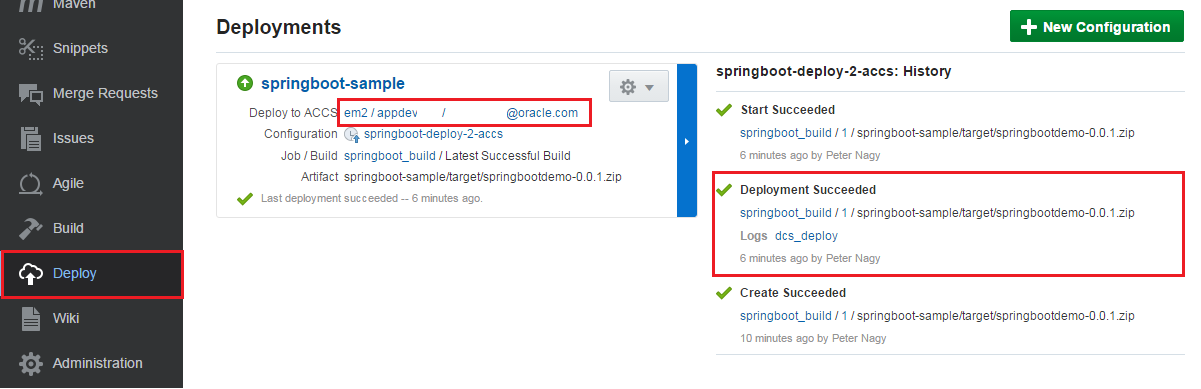 Maven
Snippets
Merge Requests
Issues
Agile
Build
Deploy
Wiki
Administration
Deployments
New Configuration
springboot-sample
Deploy to ACCS em2 / appdev / @oracle.com
Configuration springboot-deploy-2-accs
Job / Build springboot_build / Latest Successful Build
Artifact springboot-sample/target/springbootdemo-0.0.1.zip
Last deployment succeeded -- 6 minutes ago.
springboot-deploy-2-accs: History
Start Succeeded
springboot_build / 1 / springboot-sample/target/springbootdemo-0.0.1.zip
6 minutes ago by Peter Nagy
Deployment Succeeded
springboot_build / 1 / springboot-sample/target/springbootdemo-0.0.1.zip
Logs dcs_deploy
6 minutes ago by Peter Nagy
Create Succeeded
springboot_build / 1 / springboot-sample/target/springbootdemo-0.0.1.zip
10 minutes ago by Peter Nagy